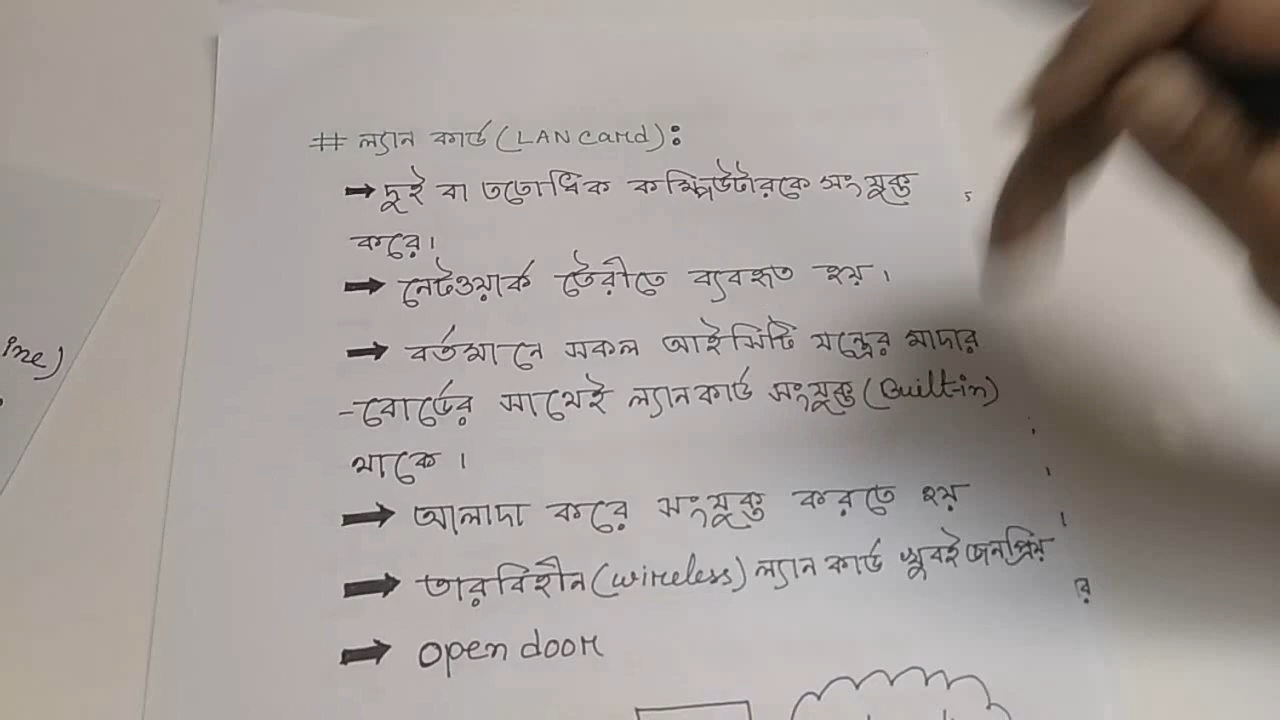 # ল্যান কার্ড (LAN Card):
→ দুই বা ততোধিক কম্পিউটারকে সংযুক্ত
করে।
→ নেটওয়ার্ক তৈরীতে ব্যবহৃত হয়।
→ বর্তমানে সকল আইসিটি যন্ত্রের মাদার
-বোর্ডের সাথেই ল্যানকার্ড সংযুক্ত (Built-in)
থাকে।
→ আলাদা করে সংযুক্ত করতে হয়
→ তারবিহীন (wireless) ল্যান কার্ড খুবই জনপ্রিয়
→ open door
ine)
র